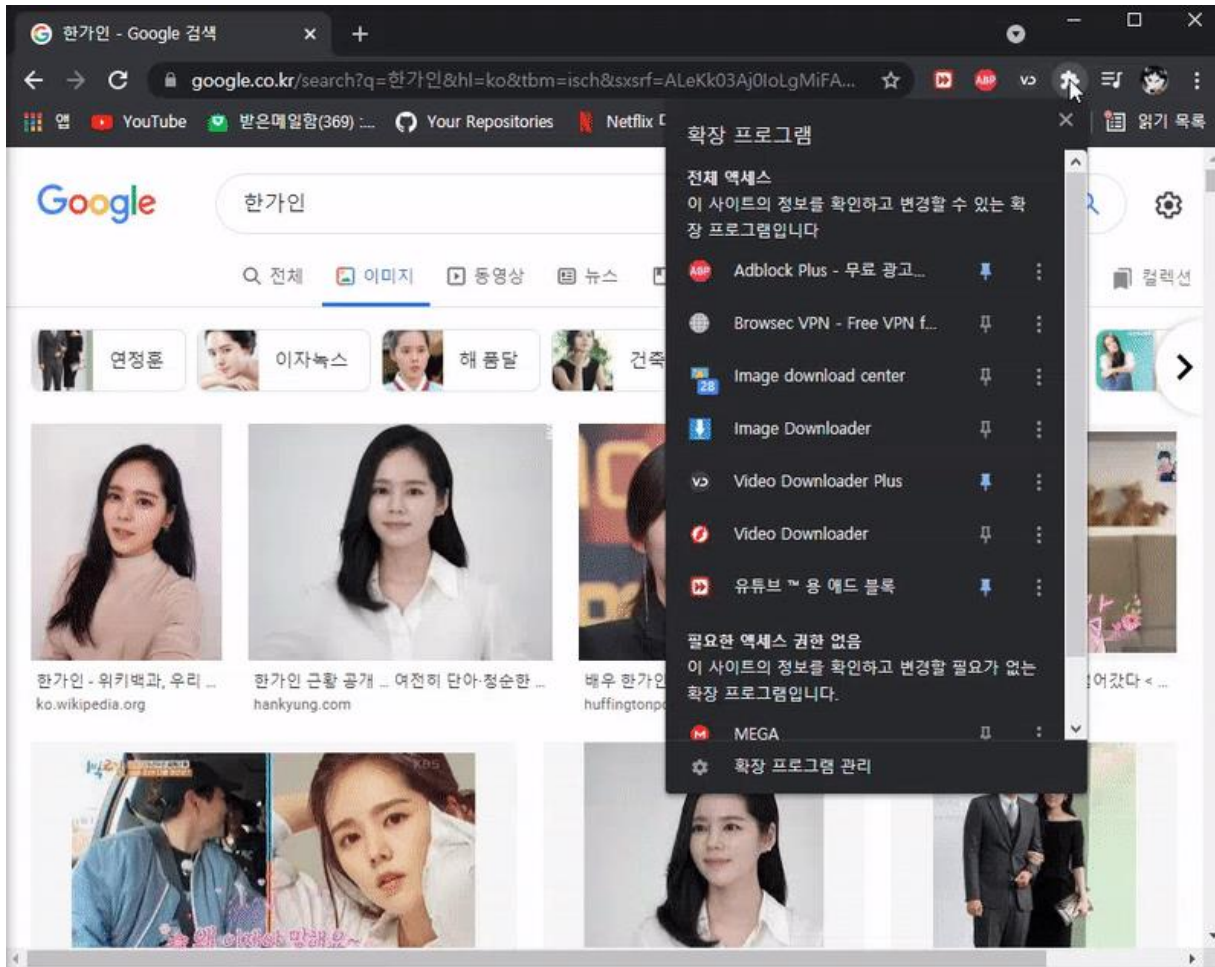 한가인 - Google 검색
google.co.kr/search?q=한가인&hl=ko&tbm=isch&sxsrf=ALeKk03Aj0IoLgMiFA...
ABP
앱
YouTube
받은메일함(369) :...
Your Repositories
Netflix
읽기 목록
Google
한가인
전체
이미지
동영상
뉴스
컬렉션
연정훈
이자녹스
해 품달
건축
확장 프로그램
전체 액세스
이 사이트의 정보를 확인하고 변경할 수 있는 확
장 프로그램입니다
ABP
Adblock Plus - 무료 광고...
Browsec VPN - Free VPN f...
28
Image download center
Image Downloader
Video Downloader Plus
Video Downloader
유튜브 ™ 용 애드 블록
필요한 액세스 권한 없음
이 사이트의 정보를 확인하고 변경할 필요가 없는
확장 프로그램입니다.
MEGA
확장 프로그램 관리
한가인 - 위키백과, 우리 ...
ko.wikipedia.org
한가인 근황 공개 ... 여전히 단아·청순한 ...
hankyung.com
배우 한가인
huffingtonpo
어갔다 < ...
KBS